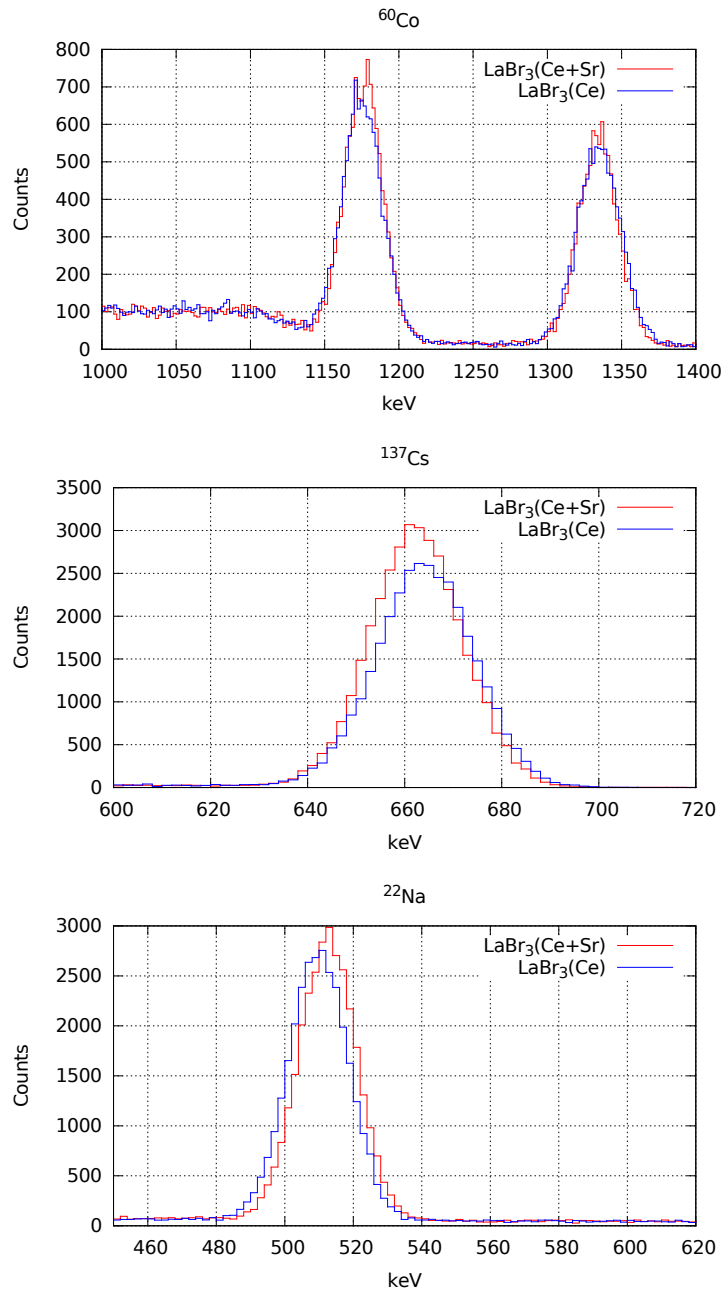 ⁶⁰Co
800
700
600
500
400
300
200
100
0
Counts
LaBr₃(Ce+Sr)
LaBr₃(Ce)
1000 1050 1100 1150 1200 1250 1300 1350 1400
keV
¹³⁷Cs
3500
3000
2500
2000
1500
1000
500
0
Counts
LaBr₃(Ce+Sr)
LaBr₃(Ce)
600 620 640 660 680 700 720
keV
²²Na
3000
2500
2000
1500
1000
500
0
Counts
LaBr₃(Ce+Sr)
LaBr₃(Ce)
460 480 500 520 540 560 580 600 620
keV